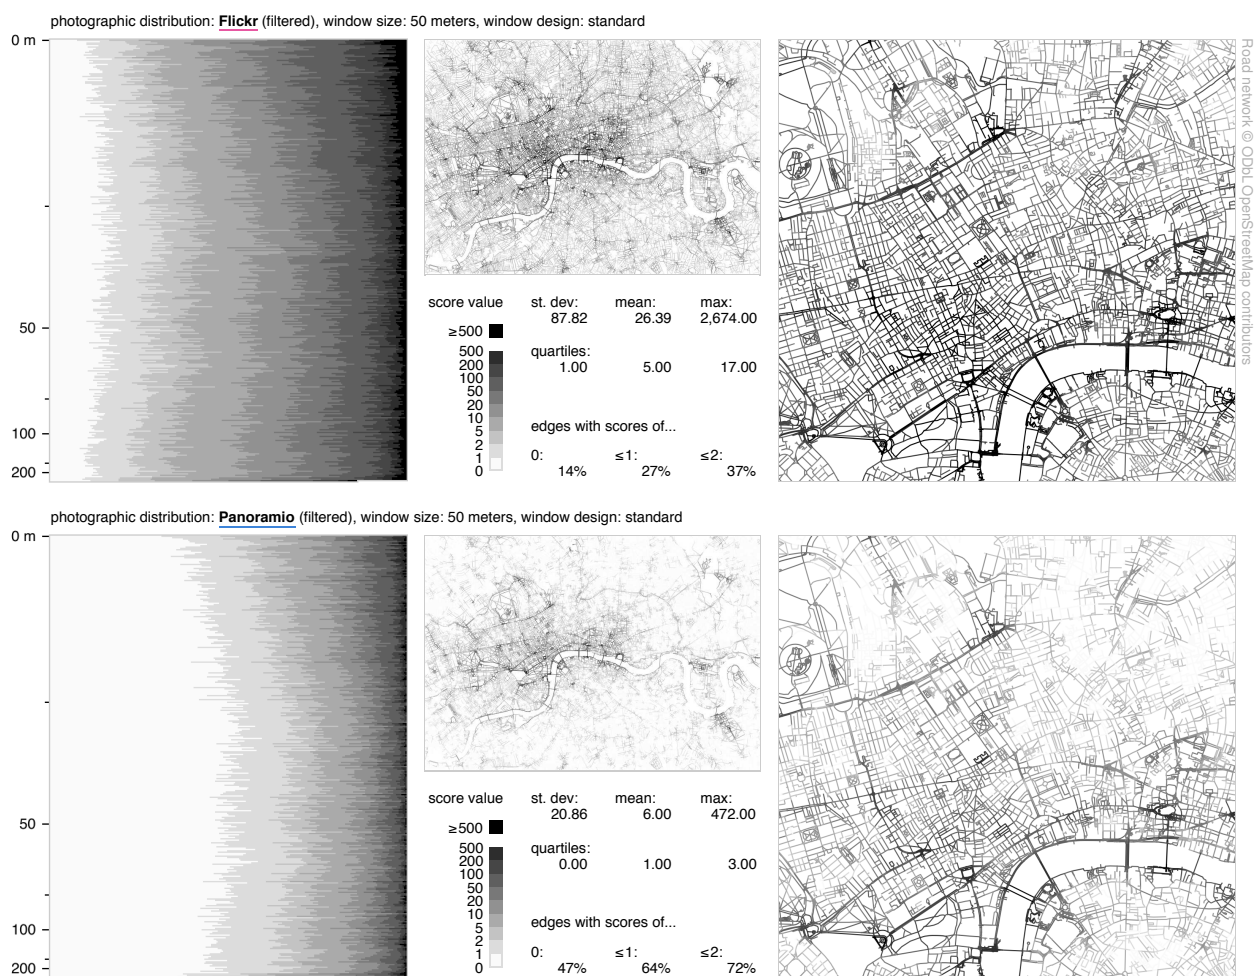 photographic distribution: Flickr (filtered), window size: 50 meters, window design: standard
0 m
50
100
200
score value
≥500
500
200
100
50
20
10
5
2
1
0
st. dev: mean: max:
87.82 26.39 2,674.00
quartiles:
1.00 5.00 17.00
edges with scores of...
0: ≤1: ≤2:
14% 27% 37%
Road network © ODbL OpenStreetMap contributors
photographic distribution: Panoramio (filtered), window size: 50 meters, window design: standard
0 m
50
100
200
score value
≥500
500
200
100
50
20
10
5
2
1
0
st. dev: mean: max:
20.86 6.00 472.00
quartiles:
0.00 1.00 3.00
edges with scores of...
0: ≤1: ≤2:
47% 64% 72%